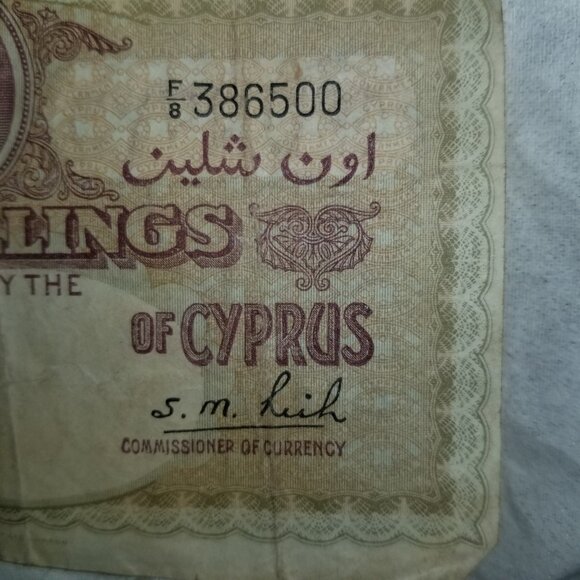 F/8 386500
اون شلين
LINGS
Y THE
OF CYPRUS
S. M.
COMMISSIONER OF CURRENCY